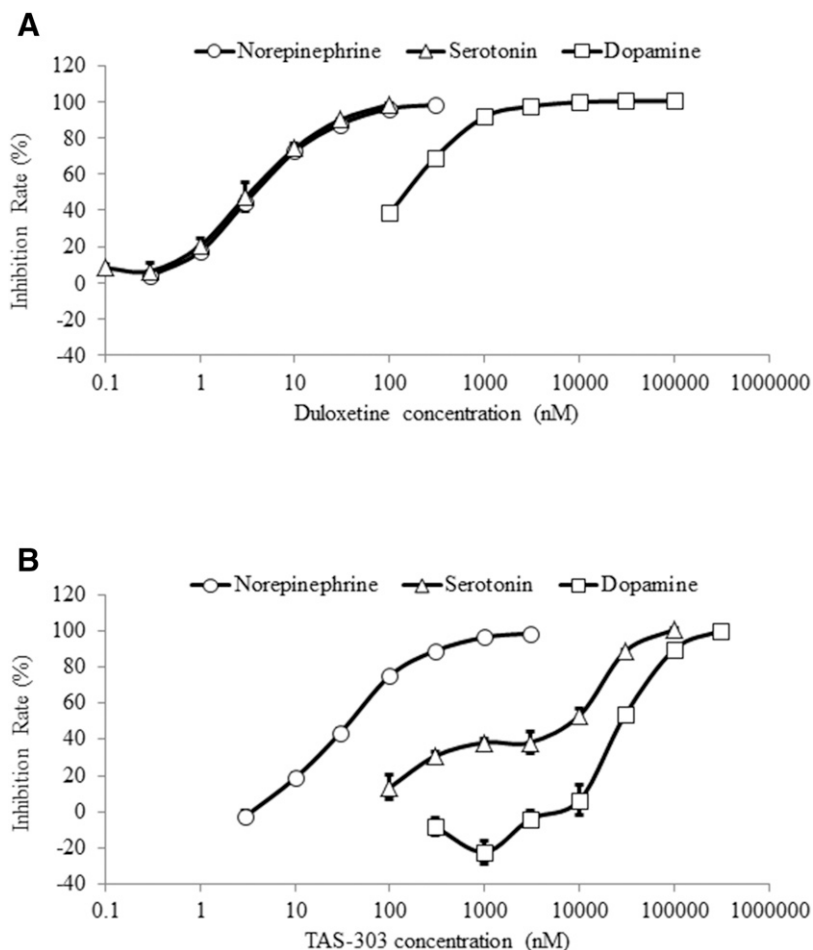 A
Norepinephrine Serotonin Dopamine
120
100
80
60
40
20
0
-20
-40
Inhibition Rate (%)
0.1 1 10 100 1000 10000 100000 1000000
Duloxetine concentration (nM)
B
Norepinephrine Serotonin Dopamine
120
100
80
60
40
20
0
-20
-40
Inhibition Rate (%)
0.1 1 10 100 1000 10000 100000 1000000
TAS-303 concentration (nM)